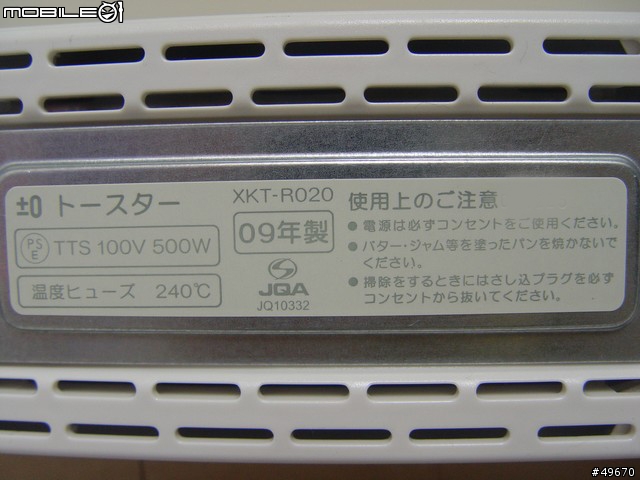 MOBILE01
±0 トースター
XKT-R020
PSE TTS 100V 500W
09年製
温度ヒューズ 240℃
JQA
JQ10332
使用上のご注意
● 電源は必ずコンセントをご使用ください。
● バター・ジャム等を塗ったパンを焼かないで
ください。
● 掃除をするときにはさし込プラグを必ず
コンセントから抜いてください。
#49670